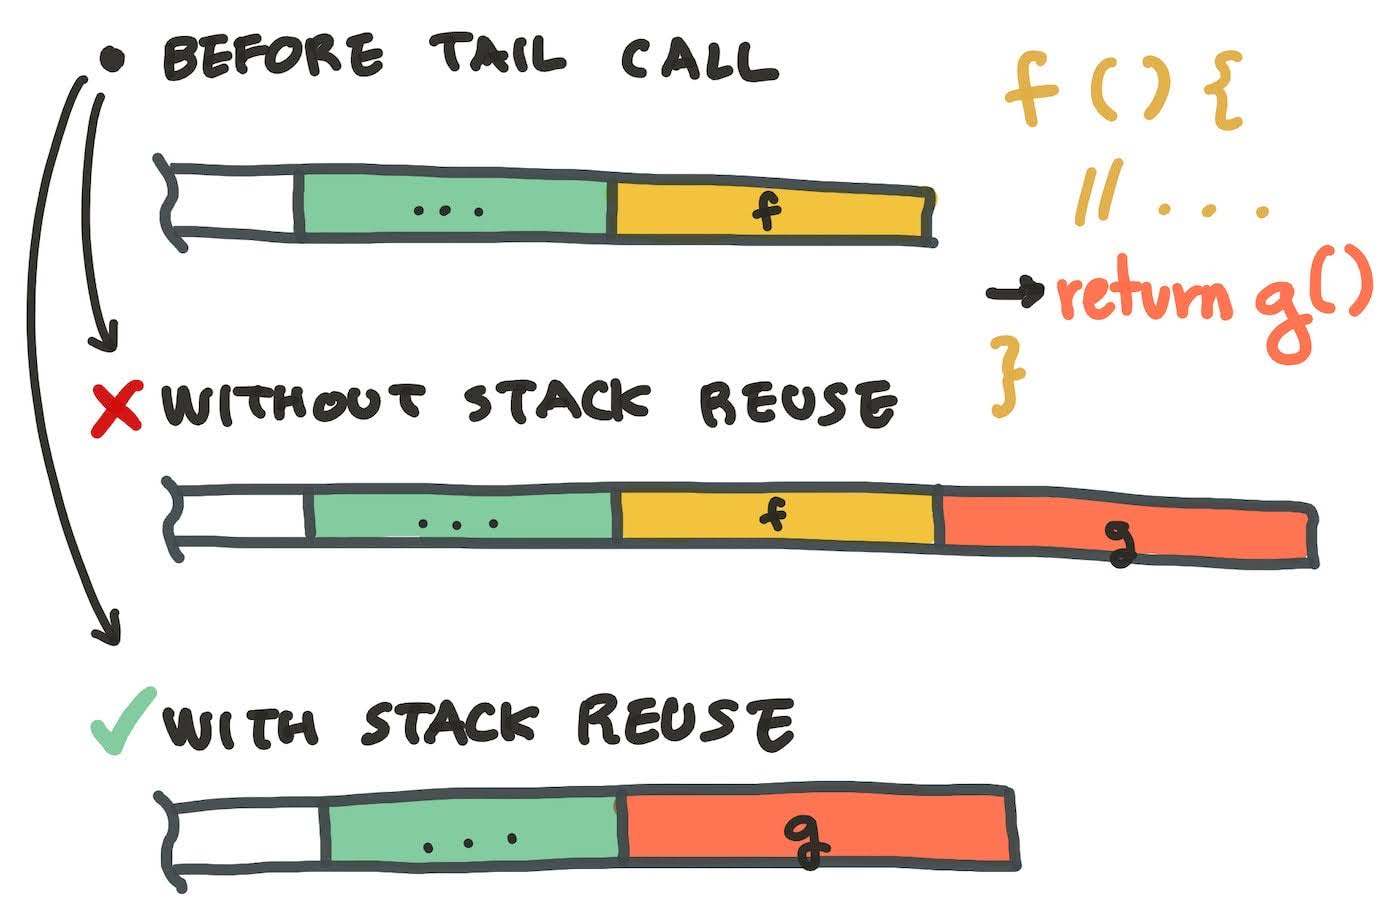 BEFORE TAIL CALL
... f
f () {
// ...
→ return g()
}
WITHOUT STACK REUSE
... f g
WITH STACK REUSE
... g